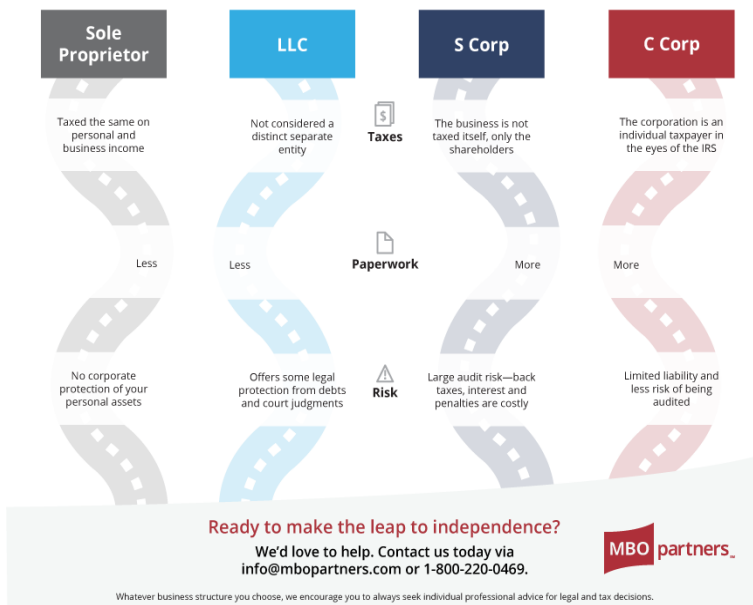 Sole
Proprietor
LLC
S Corp
C Corp
Taxed the same on
personal and
business income
Not considered a
distinct separate
entity
$
Taxes
The business is not
taxed itself, only the
shareholders
The corporation is an
individual taxpayer in
the eyes of the IRS
Less
Less
Paperwork
More
More
No corporate
protection of your
personal assets
Offers some legal
protection from debts
and court judgments
Risk
Large audit risk—back
taxes, interest and
penalties are costly
Limited liability and
less risk of being
audited
Ready to make the leap to independence?
We'd love to help. Contact us today via
info@mbopartners.com or 1-800-220-0469.
MBO partners™
Whatever business structure you choose, we encourage you to always seek individual professional advice for legal and tax decisions.